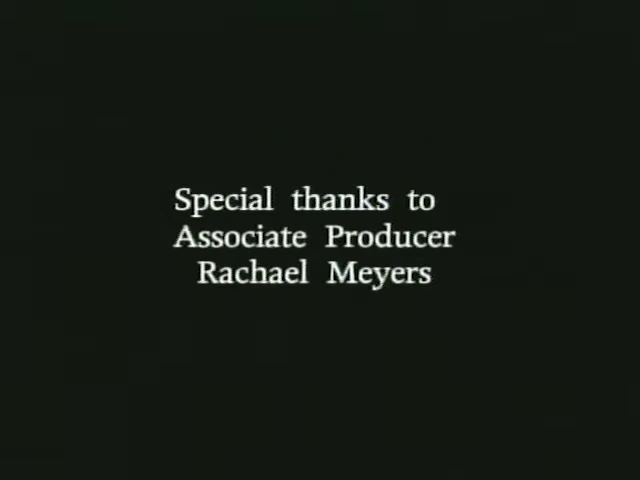 Special thanks to
Associate Producer
Rachael Meyers